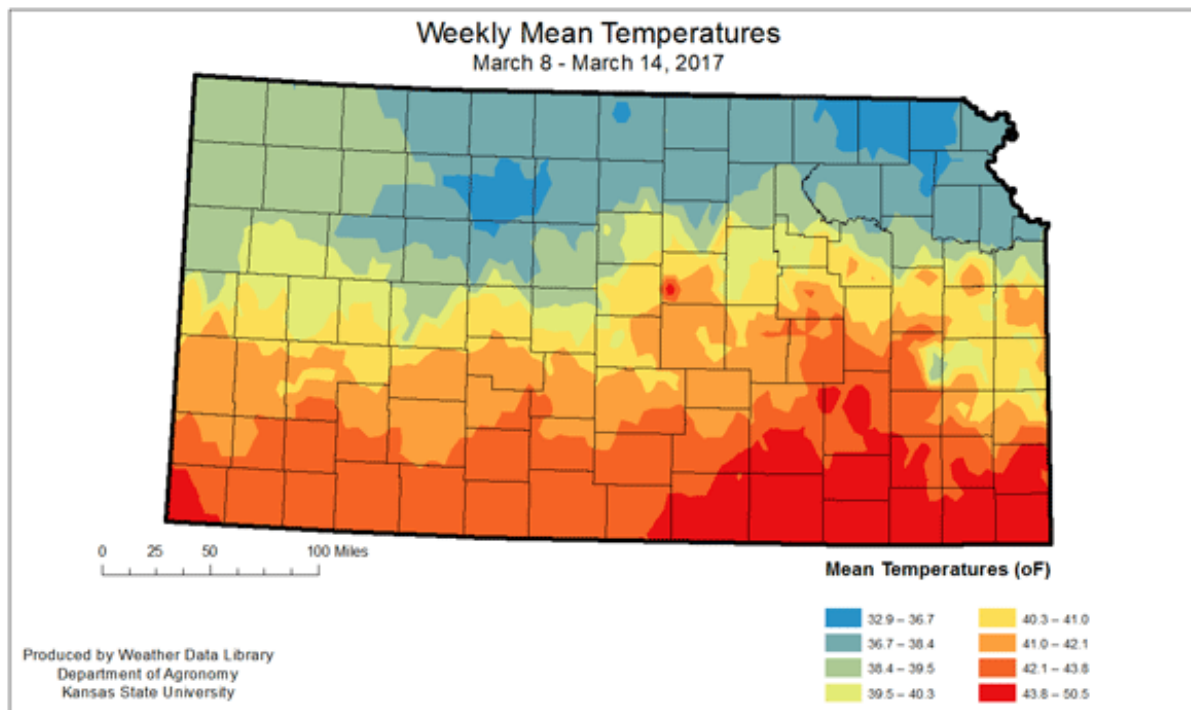 Weekly Mean Temperatures
March 8 - March 14, 2017
0 25 50 100 Miles
Mean Temperatures (oF)
32.9 – 36.7
36.7 – 38.4
38.4 – 39.5
39.5 – 40.3
40.3 – 41.0
41.0 – 42.1
42.1 – 43.8
43.8 – 50.5
Produced by Weather Data Library
Department of Agronomy
Kansas State University